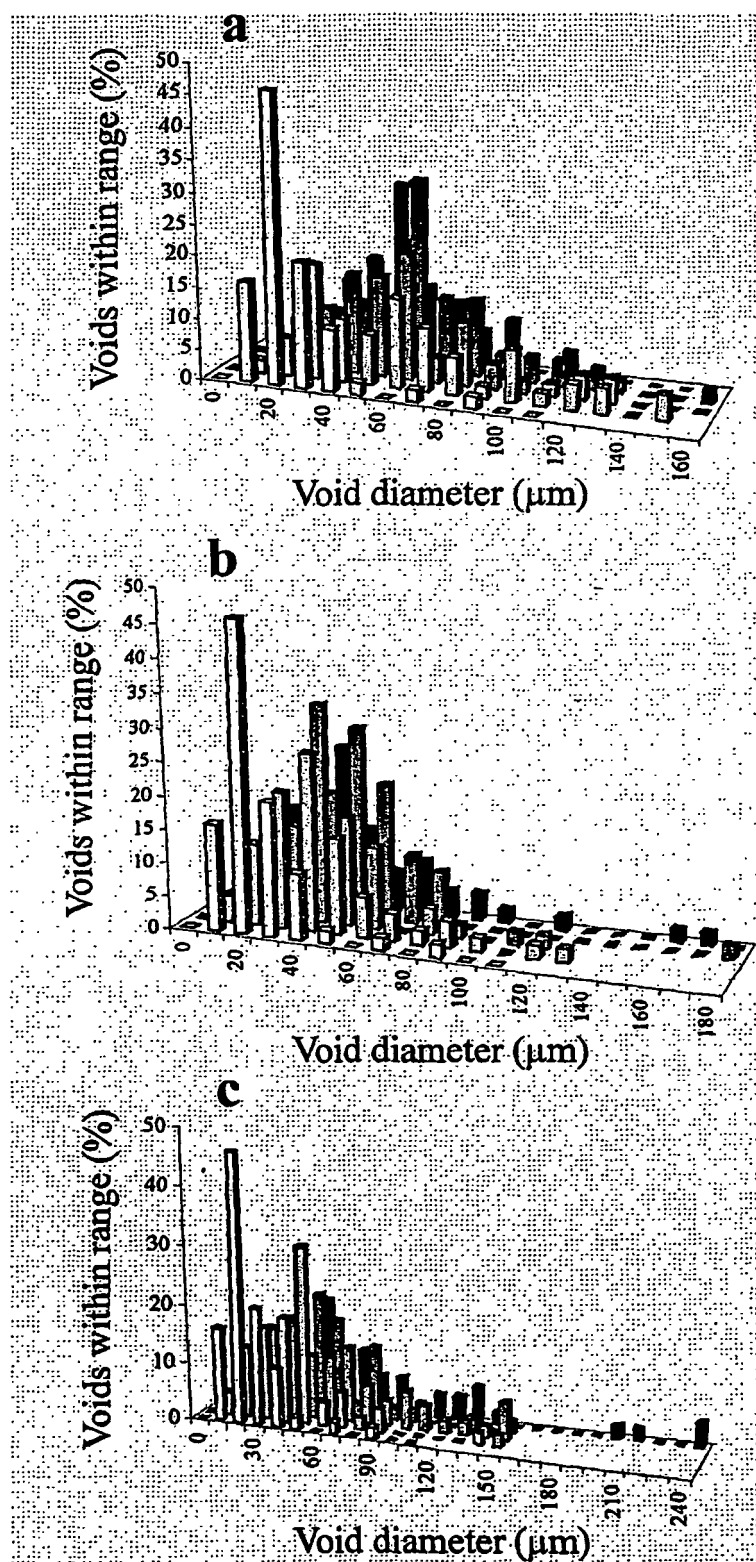 a
Voids within range (%)
50
45
40
35
30
25
20
15
10
5
0
0 20 40 60 80 100 120 140 160
Void diameter (μm)
b
Voids within range (%)
50
45
40
35
30
25
20
15
10
5
0
0 20 40 60 80 100 120 140 160 180
Void diameter (μm)
c
Voids within range (%)
50
40
30
20
10
0
0 30 60 90 120 150 180 210 240
Void diameter (μm)